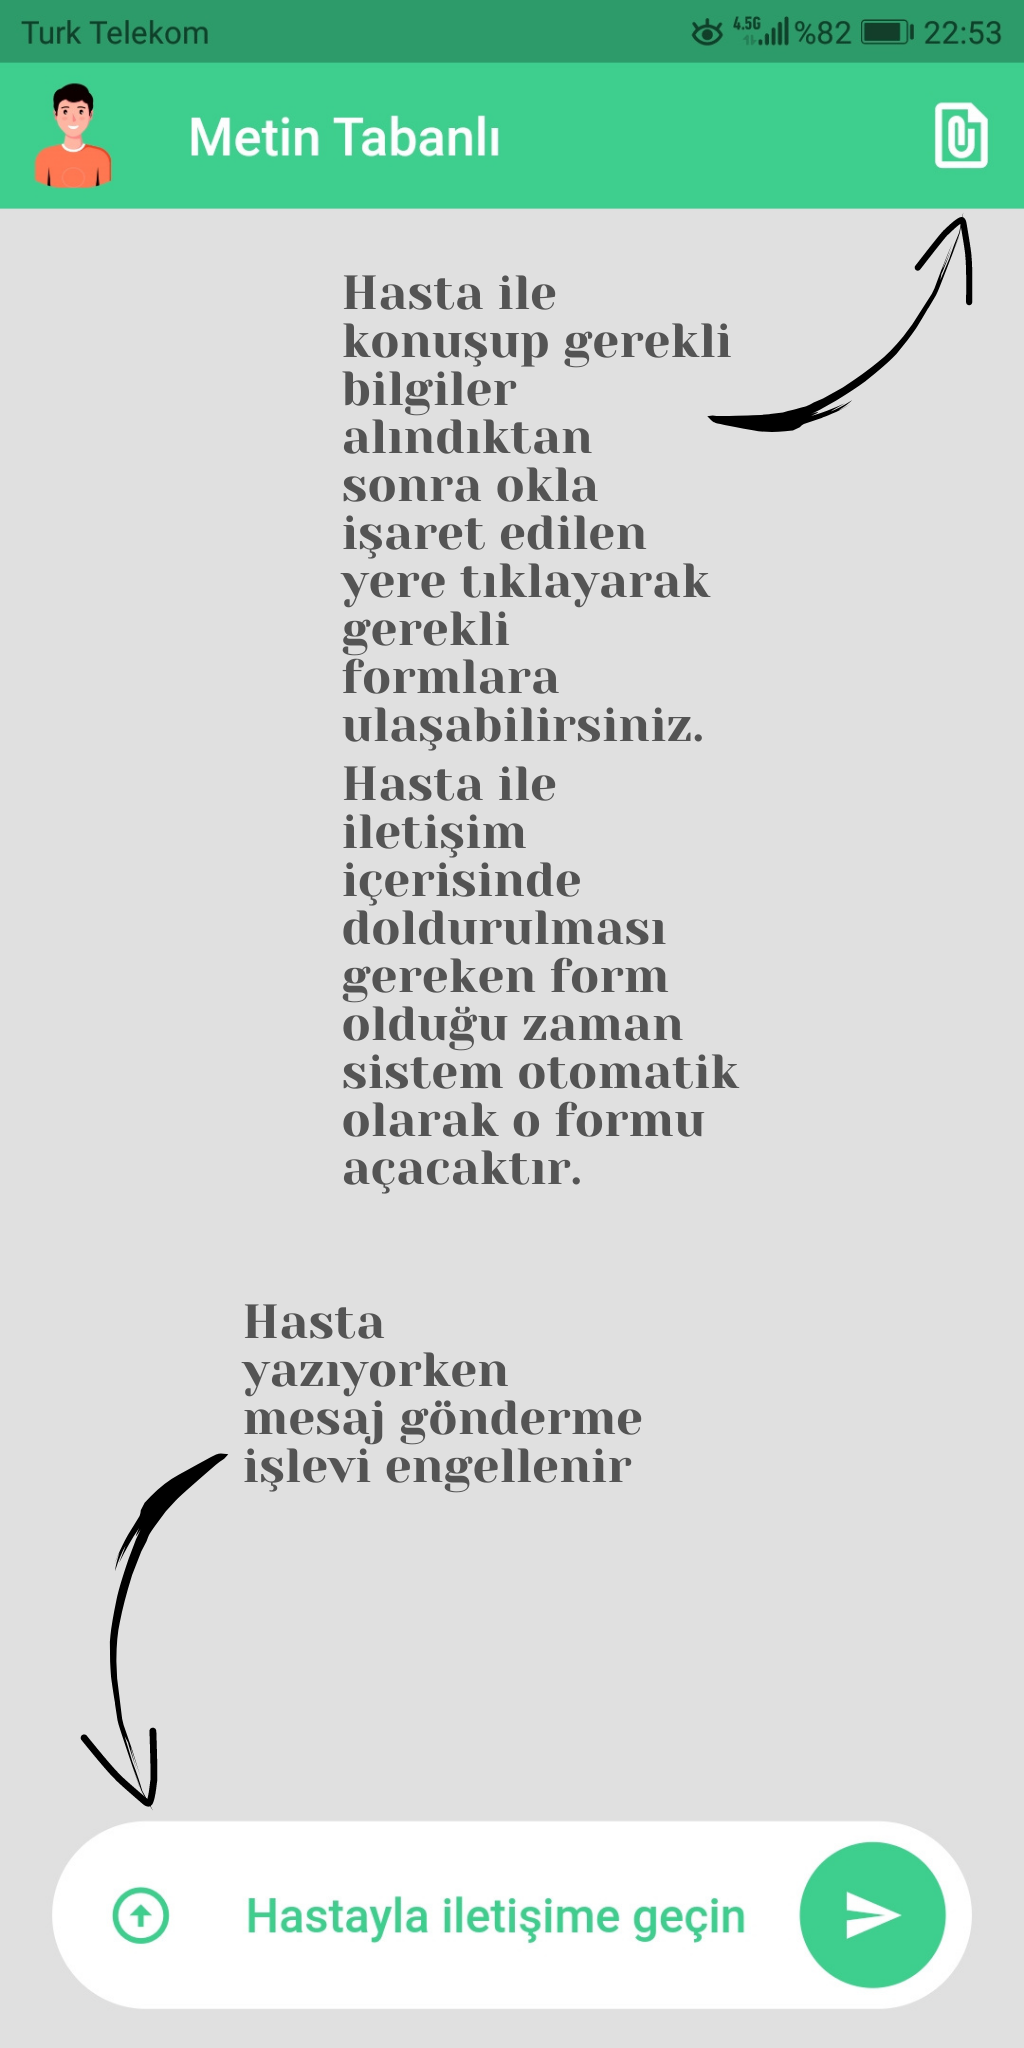 Turk Telekom 4.5G %82 22:53
Metin Tabanlı
Hasta ile
konuşup gerekli
bilgiler
alındıktan
sonra okla
işaret edilen
yere tıklayarak
gerekli
formlara
ulaşabilirsiniz.
Hasta ile
iletişim
içerisinde
doldurulması
gereken form
olduğu zaman
sistem otomatik
olarak o formu
açacaktır.
Hasta
yazıyorken
mesaj gönderme
işlevi engellenir
Hastayla iletişime geçin